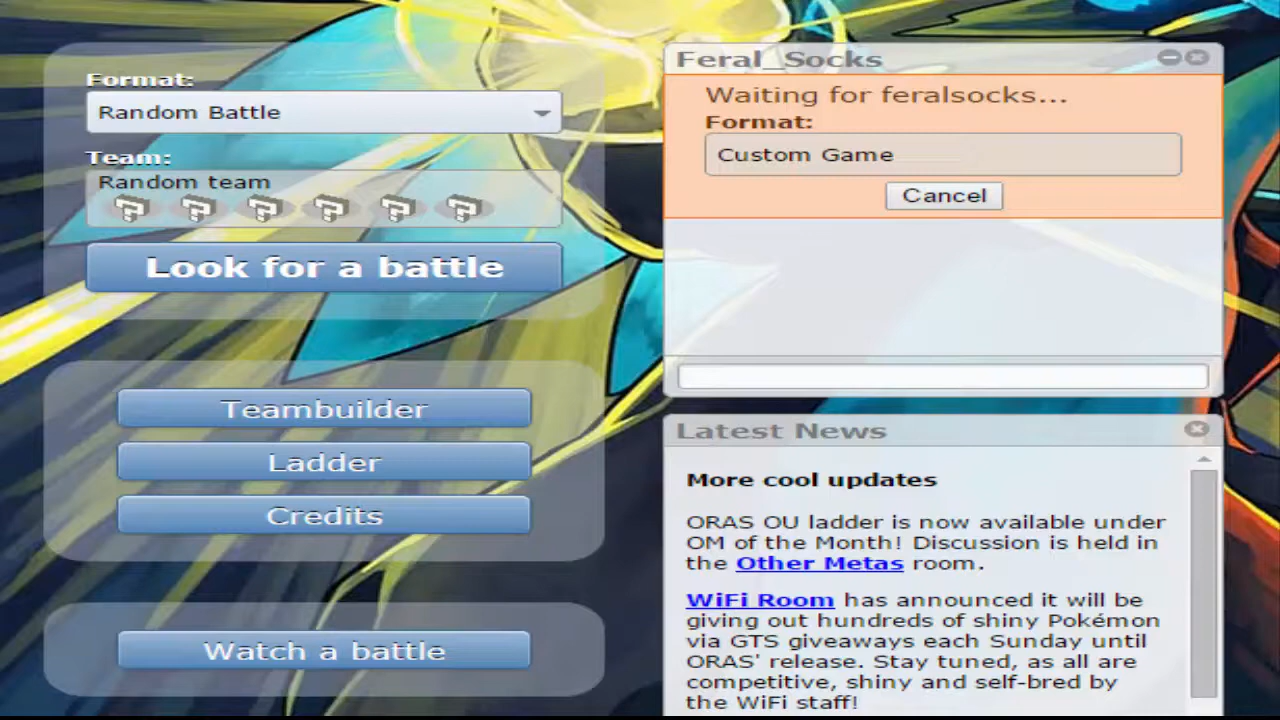 Format:
Random Battle
Team:
Random team
? ? ? ? ? ?
Look for a battle
Teambuilder
Ladder
Credits
Watch a battle
Feral_Socks
Waiting for feralsocks...
Format:
Custom Game
Cancel
Latest News
More cool updates
ORAS OU ladder is now available under
OM of the Month! Discussion is held in
the Other Metas room.
WiFi Room has announced it will be
giving out hundreds of shiny Pokémon
via GTS giveaways each Sunday until
ORAS' release. Stay tuned, as all are
competitive, shiny and self-bred by
the WiFi staff!